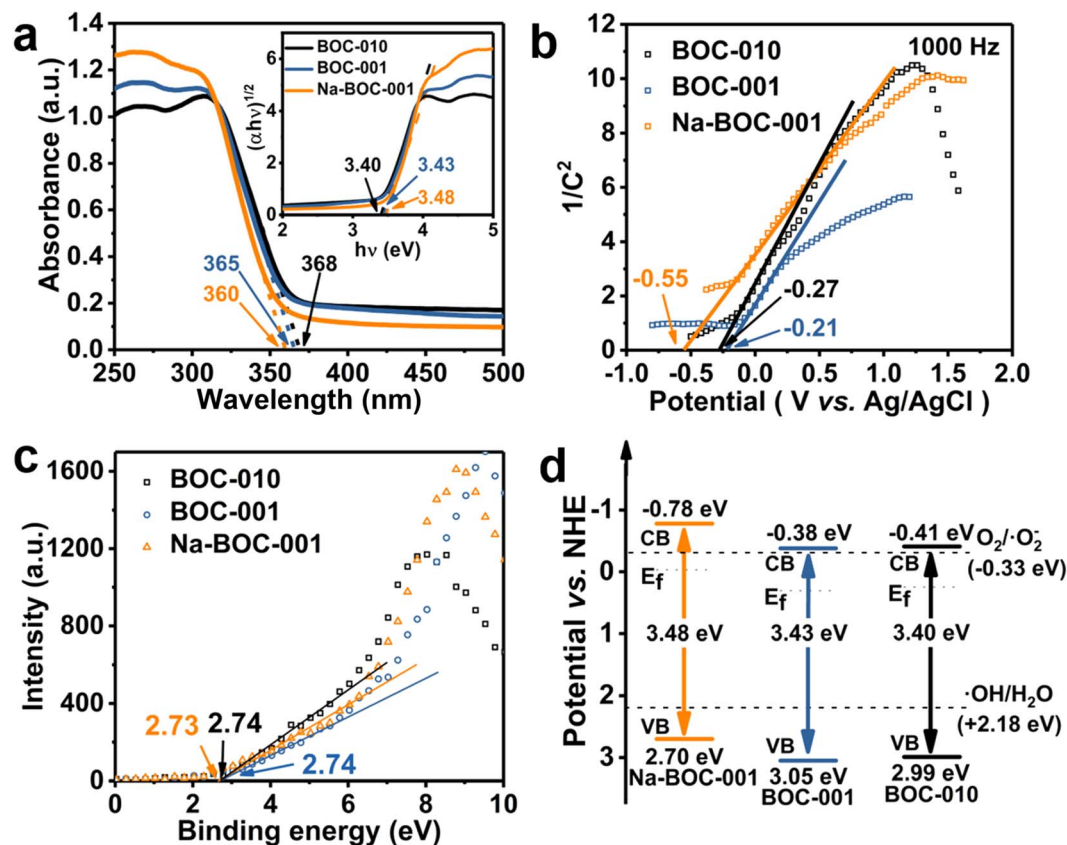 a
1.4
1.2
1.0
0.8
0.6
0.4
0.2
0.0
Absorbance (a.u.)
250 300 350 400 450 500
Wavelength (nm)
365
360
368
BOC-010
BOC-001
Na-BOC-001
(αhν)1/2
6
4
2
0
3.40
3.43
3.48
2 3 4 5
hν (eV)
b
12
10
8
6
4
2
0
1/C2
BOC-010
BOC-001
Na-BOC-001
1000 Hz
-0.55
-0.27
-0.21
-1.0 -0.5 0.0 0.5 1.0 1.5 2.0
Potential ( V vs. Ag/AgCl )
c
1600
1200
800
400
0
Intensity (a.u.)
BOC-010
BOC-001
Na-BOC-001
2.73
2.74
2.74
0 2 4 6 8 10
Binding energy (eV)
d
Potential vs. NHE
-1
0
1
2
3
-0.78 eV
CB
Ef
3.48 eV
VB
2.70 eV
Na-BOC-001
-0.38 eV
CB
Ef
3.43 eV
VB
3.05 eV
BOC-001
-0.41 eV
CB
Ef
3.40 eV
VB
2.99 eV
BOC-010
O2/·O2-
(-0.33 eV)
·OH/H2O
(+2.18 eV)